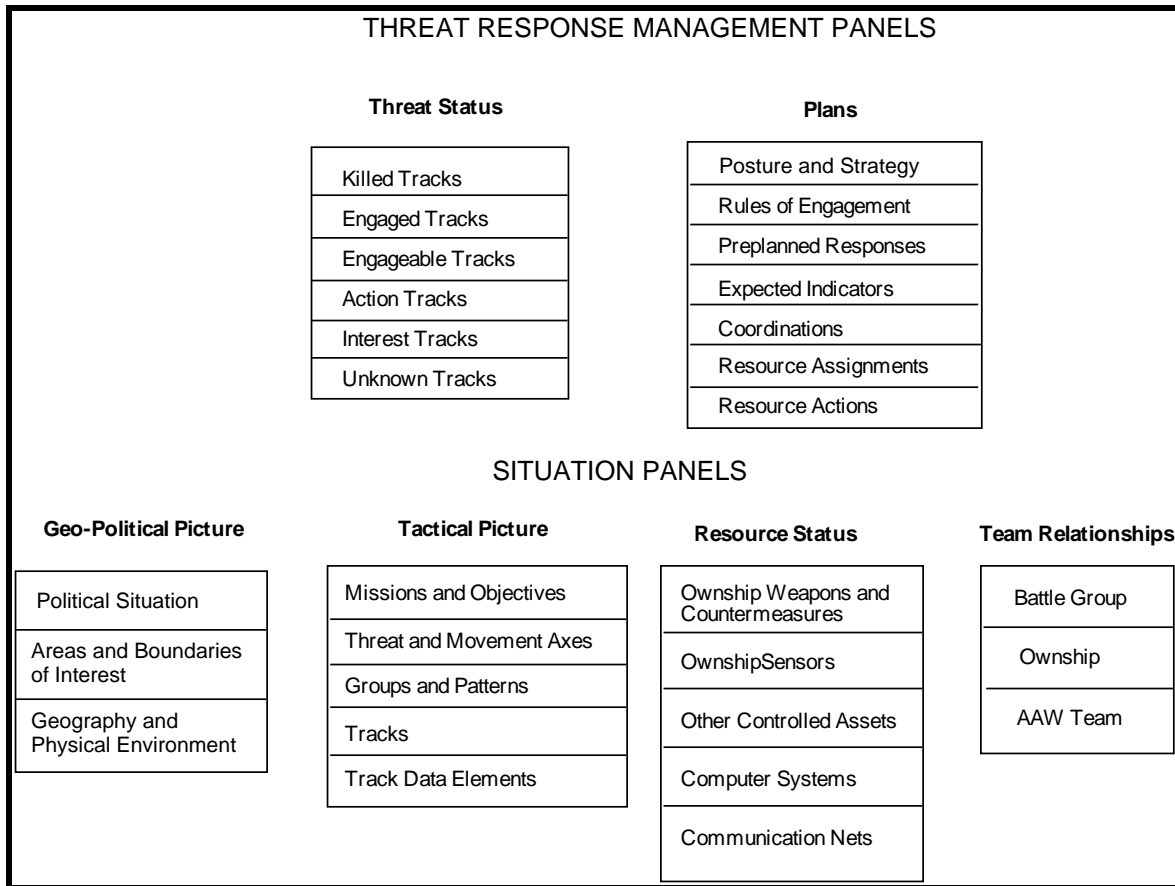 THREAT RESPONSE MANAGEMENT PANELS
Threat Status
Killed Tracks
Engaged Tracks
Engageable Tracks
Action Tracks
Interest Tracks
Unknown Tracks
Plans
Posture and Strategy
Rules of Engagement
Preplanned Responses
Expected Indicators
Coordinations
Resource Assignments
Resource Actions
SITUATION PANELS
Geo-Political Picture
Political Situation
Areas and Boundaries
of Interest
Geography and
Physical Environment
Tactical Picture
Missions and Objectives
Threat and Movement Axes
Groups and Patterns
Tracks
Track Data Elements
Resource Status
Ownship Weapons and
Countermeasures
OwnshipSensors
Other Controlled Assets
Computer Systems
Communication Nets
Team Relationships
Battle Group
Ownship
AAW Team